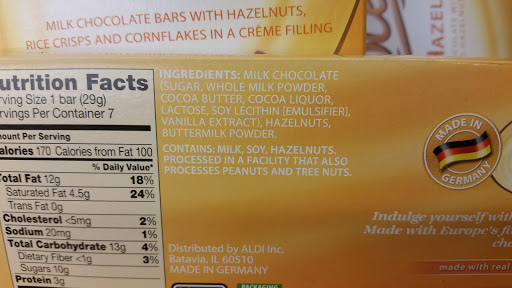 MILK CHOCOLATE BARS WITH HAZELNUTS,
RICE CRISPS AND CORNFLAKES IN A CRÈME FILLING
Nutrition Facts
Serving Size 1 bar (29g)
Servings Per Container 7
Amount Per Serving
Calories 170 Calories from Fat 100
% Daily Value*
Total Fat 12g 18%
Saturated Fat 4.5g 24%
Trans Fat 0g
Cholesterol <5mg 2%
Sodium 20mg 1%
Total Carbohydrate 13g 4%
Dietary Fiber <1g 3%
Sugars 10g
Protein 3g
INGREDIENTS: MILK CHOCOLATE
(SUGAR, WHOLE MILK POWDER,
COCOA BUTTER, COCOA LIQUOR,
LACTOSE, SOY LECITHIN [EMULSIFIER],
VANILLA EXTRACT), HAZELNUTS,
BUTTERMILK POWDER.
CONTAINS: MILK, SOY, HAZELNUTS.
PROCESSED IN A FACILITY THAT ALSO
PROCESSES PEANUTS AND TREE NUTS.
Distributed by ALDI Inc.
Batavia, IL 60510
MADE IN GERMANY
PACKAGING
MADE IN
GERMANY
Indulge yourself with
Made with Europe's
made with real
HAZELN